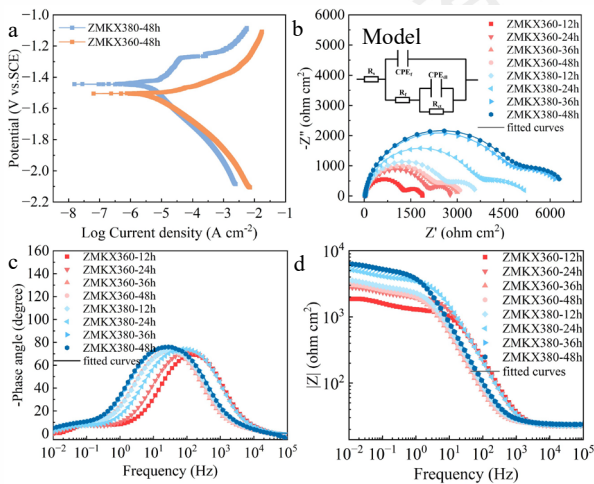 a
ZMKX380-48h
ZMKX360-48h
Potential (V vs.SCE)
-1.0
-1.2
-1.4
-1.6
-1.8
-2.0
-2.2
-8 -7 -6 -5 -4 -3 -2 -1
Log Current density (A cm-2)
b
Model
Rs
CPEf
Rf
CPEdl
Rct
ZMKX360-12h
ZMKX360-24h
ZMKX360-36h
ZMKX360-48h
ZMKX380-12h
ZMKX380-24h
ZMKX380-36h
ZMKX380-48h
fitted curves
-Z'' (ohm cm2)
6000
5000
4000
3000
2000
1000
0
0 1000 2000 3000 4000 5000 6000 7000
Z' (ohm cm2)
c
ZMKX360-12h
ZMKX360-24h
ZMKX360-36h
ZMKX360-48h
ZMKX380-12h
ZMKX380-24h
ZMKX380-36h
ZMKX380-48h
fitted curves
-Phase angle (degree)
160
140
120
100
80
60
40
20
0
10-2 10-1 100 101 102 103 104 105
Frequency (Hz)
d
ZMKX360-12h
ZMKX360-24h
ZMKX360-36h
ZMKX360-48h
ZMKX380-12h
ZMKX380-24h
ZMKX380-36h
ZMKX380-48h
fitted curves
|Z| (ohm cm2)
104
103
102
10-2 10-1 100 101 102 103 104 105
Frequency (Hz)